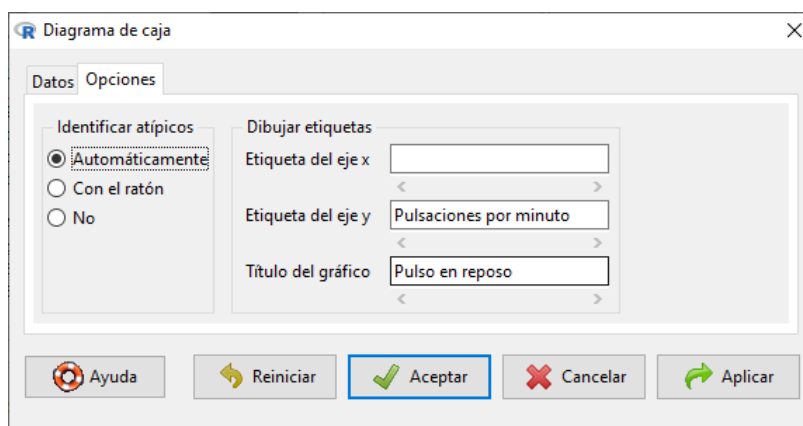 R Diagrama de caja
Datos Opciones
Identificar atípicos
Automáticamente
Con el ratón
No
Dibujar etiquetas
Etiqueta del eje x
Etiqueta del eje y Pulsaciones por minuto
Título del gráfico Pulso en reposo
Ayuda Reiniciar Aceptar Cancelar Aplicar